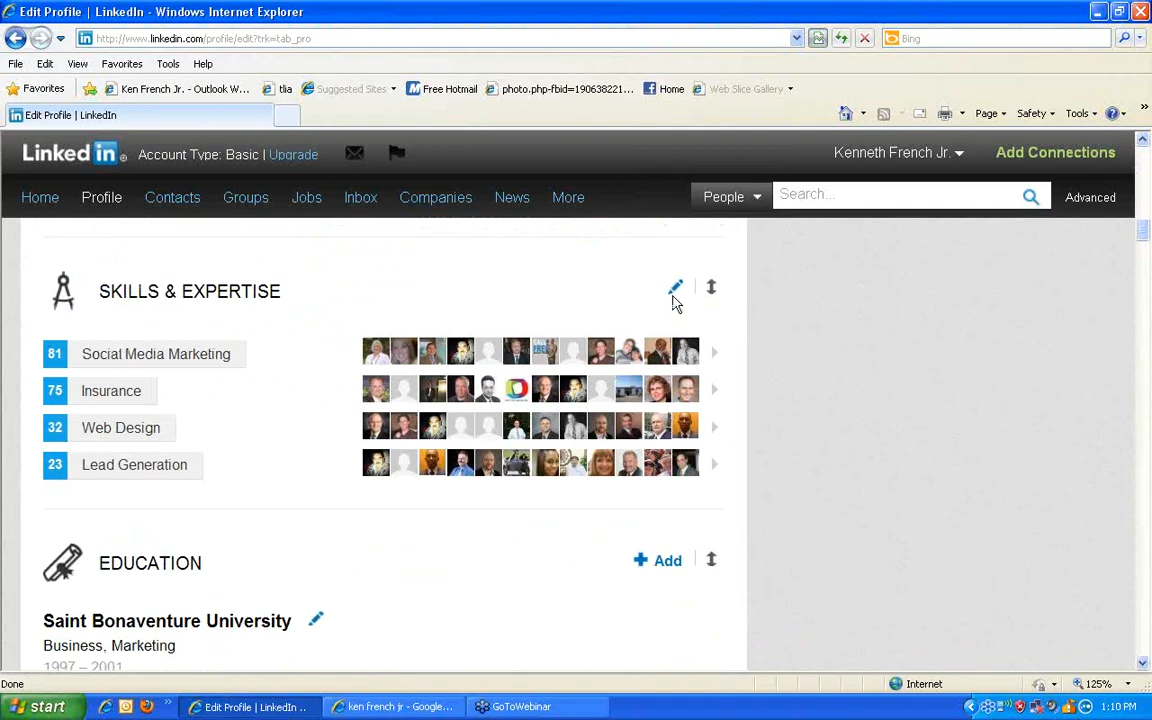 Edit Profile | LinkedIn - Windows Internet Explorer
http://www.linkedin.com/profile/edit?trk=tab_pro
Bing
File Edit View Favorites Tools Help
Favorites Ken French Jr. - Outlook W... tlia Suggested Sites Free Hotmail photo.php-fbid=190638221... Home Web Slice Gallery
Edit Profile | LinkedIn Page Safety Tools
Linked in Account Type: Basic | Upgrade Kenneth French Jr. Add Connections
Home Profile Contacts Groups Jobs Inbox Companies News More People Search... Advanced
SKILLS & EXPERTISE
81 Social Media Marketing
75 Insurance
32 Web Design
23 Lead Generation
EDUCATION Add
Saint Bonaventure University
Business, Marketing
1997 – 2001
Done Internet 125%
start Edit Profile | LinkedIn ... ken french jr - Google... GoToWebinar 1:10 PM